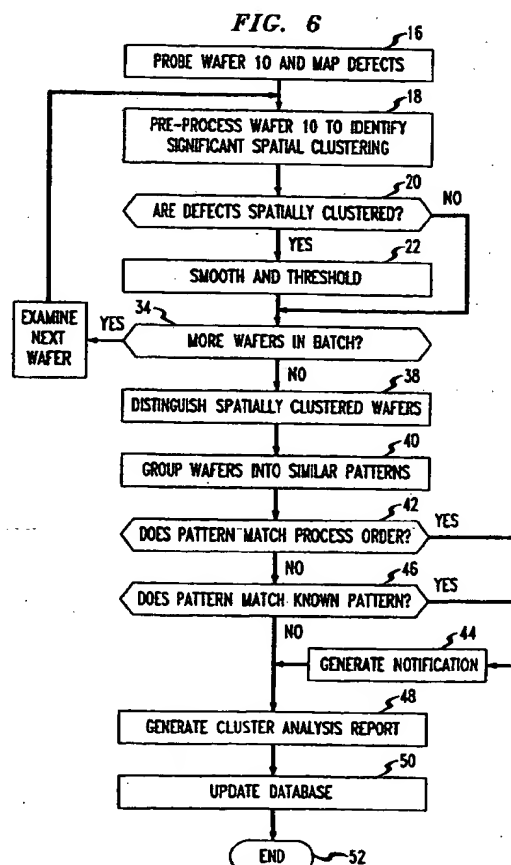 FIG. 6
16
PROBE WAFER 10 AND MAP DEFECTS
18
PRE-PROCESS WAFER 10 TO IDENTIFY
SIGNIFICANT SPATIAL CLUSTERING
20
NO
ARE DEFECTS SPATIALLY CLUSTERED?
YES
22
SMOOTH AND THRESHOLD
34
EXAMINE
NEXT
WAFER
YES
MORE WAFERS IN BATCH?
NO
38
DISTINGUISH SPATIALLY CLUSTERED WAFERS
40
GROUP WAFERS INTO SIMILAR PATTERNS
42
YES
DOES PATTERN MATCH PROCESS ORDER?
NO
46
YES
DOES PATTERN MATCH KNOWN PATTERN?
NO
44
GENERATE NOTIFICATION
48
GENERATE CLUSTER ANALYSIS REPORT
50
UPDATE DATABASE
END
52